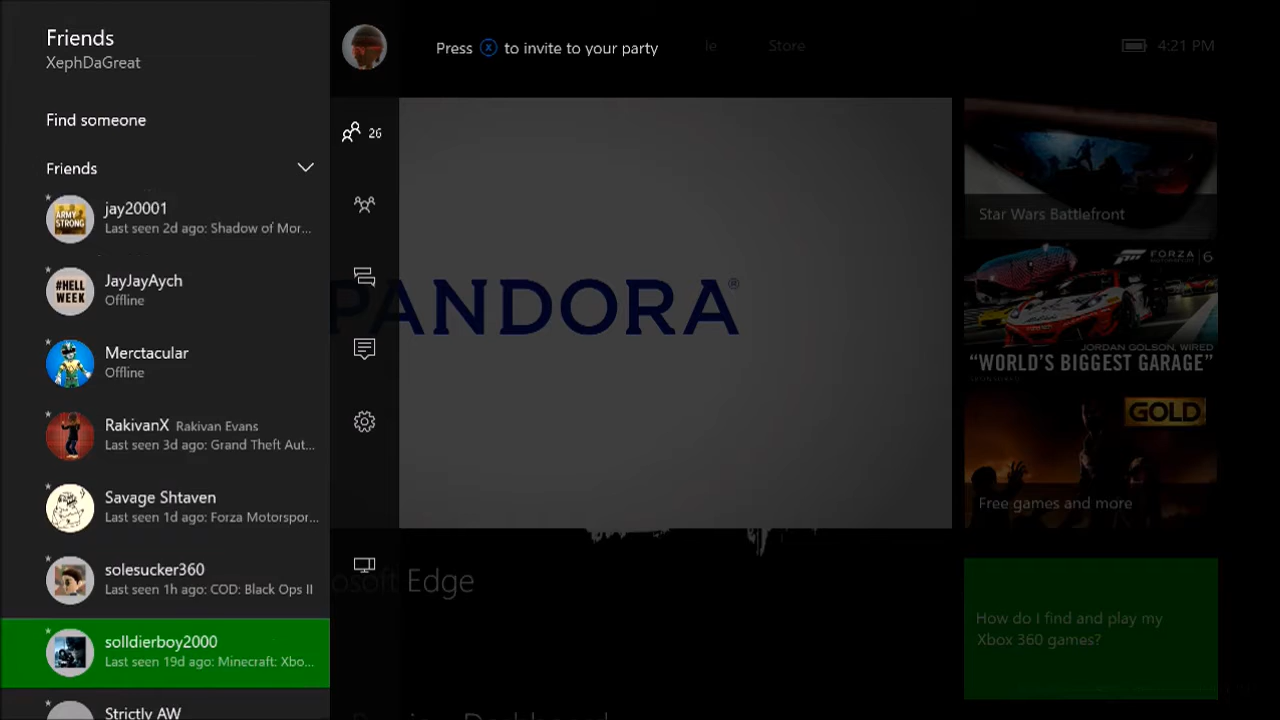 Friends
XephDaGreat
Find someone
Friends
jay20001
Last seen 2d ago: Shadow of Mor...
JayJayAych
Offline
Merctacular
Offline
RakivanX Rakivan Evans
Last seen 3d ago: Grand Theft Aut...
Savage Shtaven
Last seen 1d ago: Forza Motorspor...
solesucker360
Last seen 1h ago: COD: Black Ops II
solldierboy2000
Last seen 19d ago: Minecraft: Xbo...
Strictly AW
ARMY
STRONG
#HELL
WEEK
26
Press X to invite to your party
le
Store
4:21 PM
PANDORA®
osoft Edge
Star Wars Battlefront
FORZA
MOTORSPORT 6
JORDAN GOLSON, WIRED
"WORLD'S BIGGEST GARAGE"
GOLD
Free games and more
How do I find and play my
Xbox 360 games?